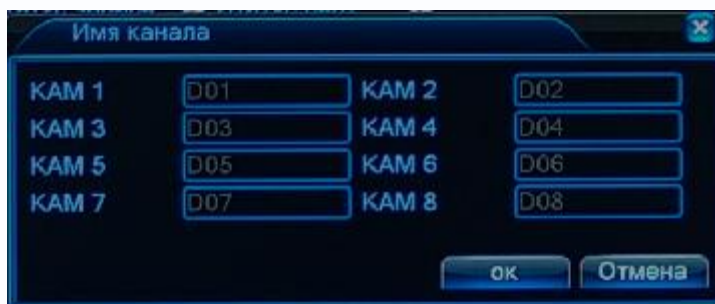 Имя канала
КАМ 1 D01 КАМ 2 D02
КАМ 3 D03 КАМ 4 D04
КАМ 5 D05 КАМ 6 D06
КАМ 7 D07 КАМ 8 D08
ок Отмена